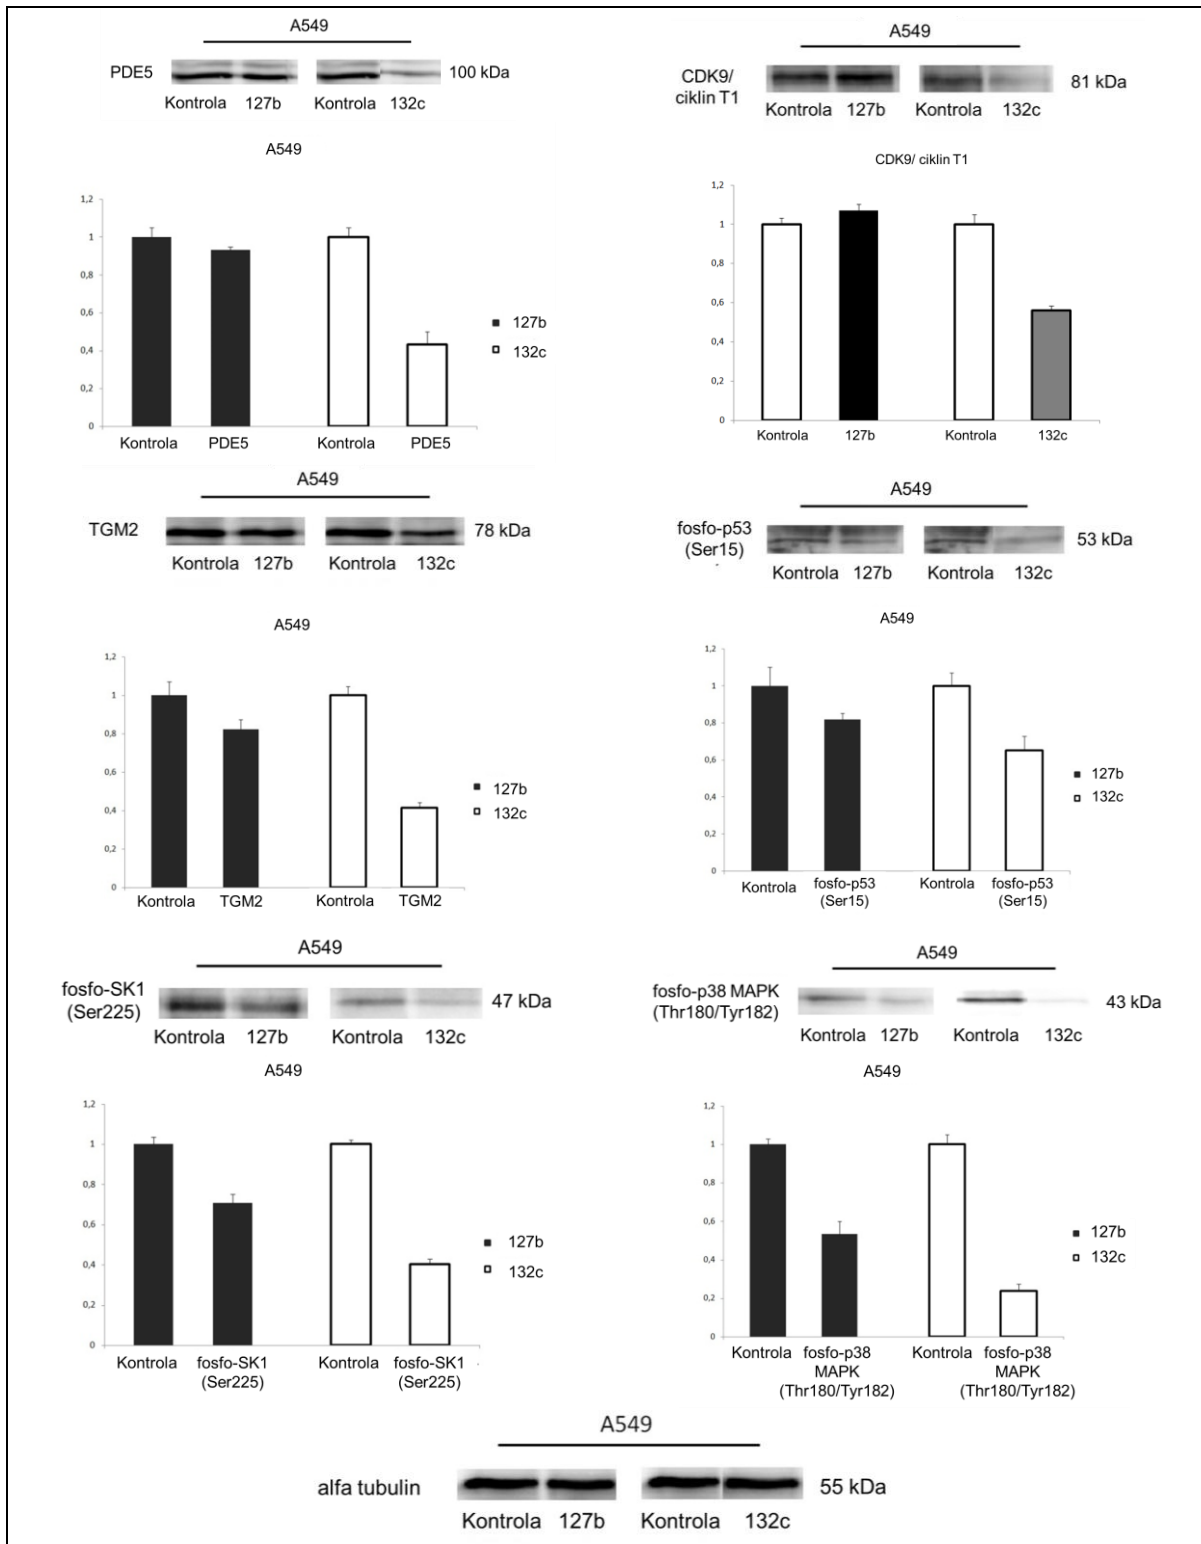 A549
PDE5
100 kDa
Kontrola 127b Kontrola 132c
A549
1,2
1
0,8
0,6
0,4
0,2
0
Kontrola PDE5 Kontrola PDE5
127b
132c
A549
CDK9/
ciklin T1
81 kDa
Kontrola 127b Kontrola 132c
CDK9/ ciklin T1
1,2
1
0,8
0,6
0,4
0,2
0
Kontrola 127b Kontrola 132c
A549
TGM2
78 kDa
Kontrola 127b Kontrola 132c
A549
1,2
1
0,8
0,6
0,4
0,2
0
Kontrola TGM2 Kontrola TGM2
127b
132c
A549
fosfo-p53
(Ser15)
53 kDa
Kontrola 127b Kontrola 132c
A549
1,2
1
0,8
0,6
0,4
0,2
0
Kontrola fosfo-p53 Kontrola fosfo-p53
(Ser15) (Ser15)
127b
132c
A549
fosfo-SK1
(Ser225)
47 kDa
Kontrola 127b Kontrola 132c
A549
1,2
1
0,8
0,6
0,4
0,2
0
Kontrola fosfo-SK1 Kontrola fosfo-SK1
(Ser225) (Ser225)
127b
132c
A549
fosfo-p38 MAPK
(Thr180/Tyr182)
43 kDa
Kontrola 127b Kontrola 132c
A549
1,2
1
0,8
0,6
0,4
0,2
0
Kontrola fosfo-p38 Kontrola fosfo-p38
MAPK MAPK
(Thr180/Tyr182) (Thr180/Tyr182)
127b
132c
A549
alfa tubulin
55 kDa
Kontrola 127b Kontrola 132c